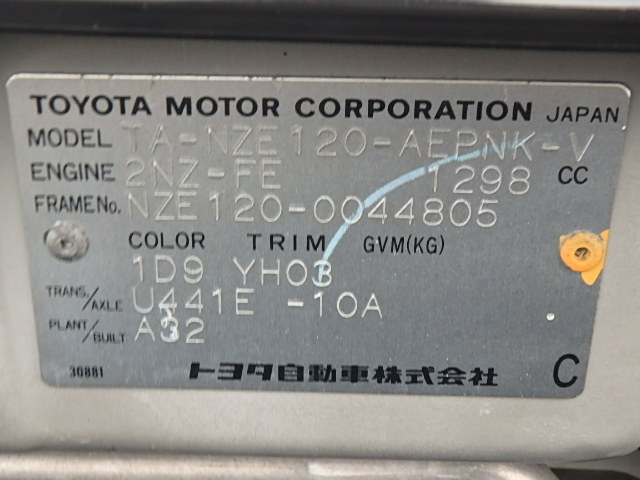 TOYOTA MOTOR CORPORATION JAPAN
MODEL TA-NZE120-AEPNK-V
ENGINE 2NZ-FE 1298 CC
FRAME No. NZE120-0044805
COLOR TRIM GVM(KG)
1D9 YH03
TRANS./AXLE U441E -10A
PLANT/BUILT A32
30881 トヨタ自動車株式会社 C